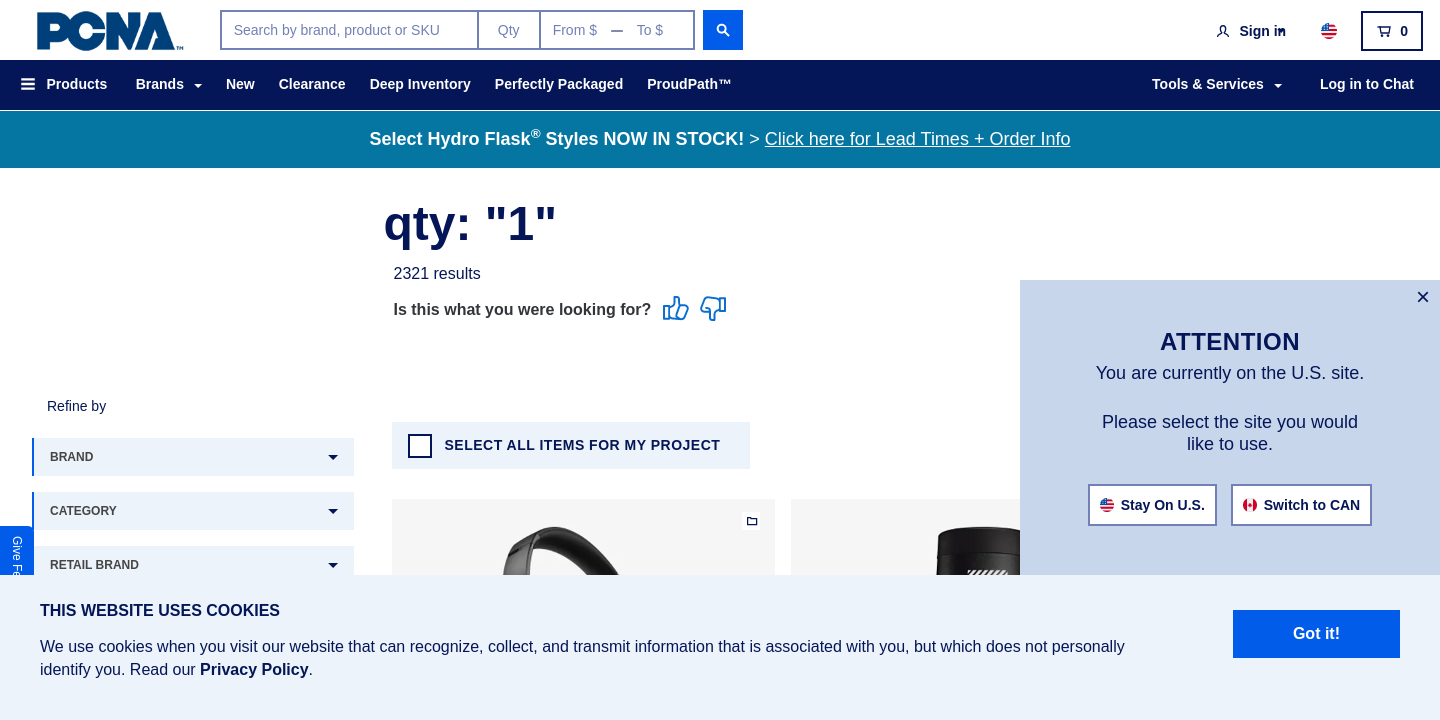 PCNA™
Search by brand, product or SKU
Qty
From $ — To $
Sign in
0
Products
Brands
New
Clearance
Deep Inventory
Perfectly Packaged
ProudPath™
Tools & Services
Log in to Chat
Select Hydro Flask® Styles NOW IN STOCK! > Click here for Lead Times + Order Info
qty: "1"
2321 results
Is this what you were looking for?
×
ATTENTION
You are currently on the U.S. site.
Please select the site you would
like to use.
Stay On U.S.
Switch to CAN
Refine by
BRAND
CATEGORY
RETAIL BRAND
SELECT ALL ITEMS FOR MY PROJECT
Give
THIS WEBSITE USES COOKIES
We use cookies when you visit our website that can recognize, collect, and transmit information that is associated with you, but which does not personally
identify you. Read our Privacy Policy.
Got it!